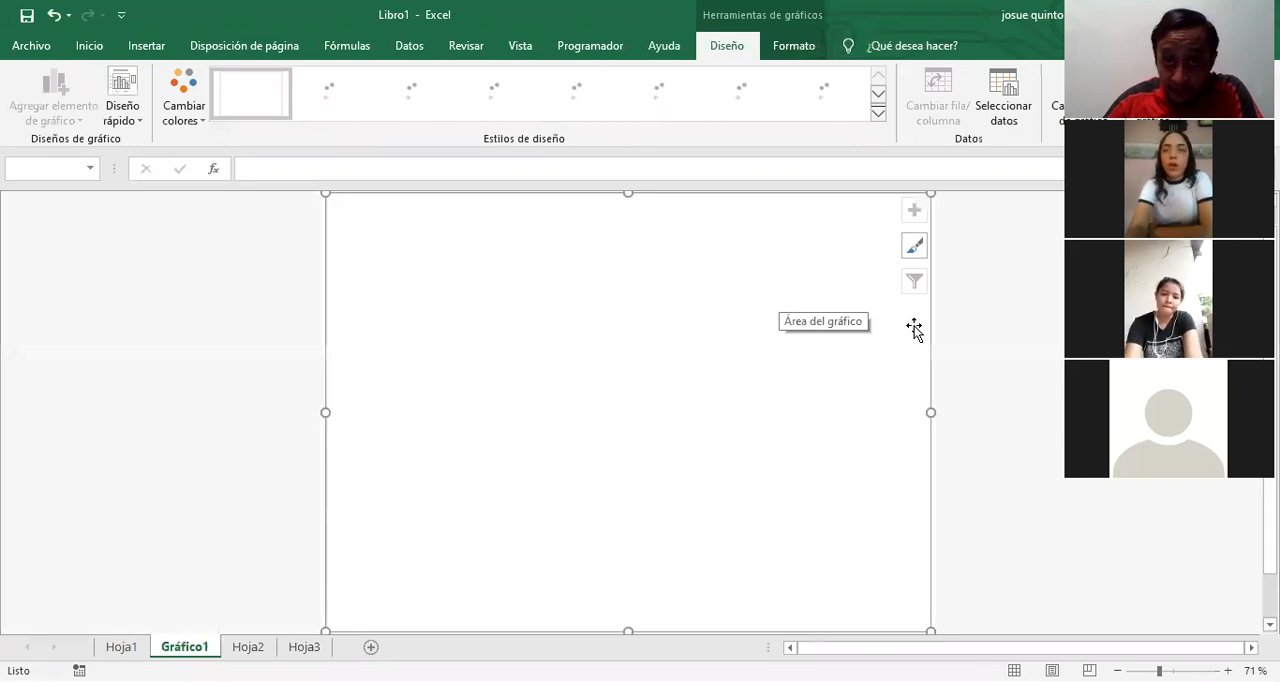 Libro1 - Excel
Herramientas de gráficos
josue quinto
Archivo
Inicio
Insertar
Disposición de página
Fórmulas
Datos
Revisar
Vista
Programador
Ayuda
Diseño
Formato
¿Qué desea hacer?
Agregar elemento
de gráfico
Diseño
rápido
Cambiar
colores
Cambiar fila/
columna
Seleccionar
datos
Diseños de gráfico
Estilos de diseño
Datos
fx
Área del gráfico
Hoja1
Gráfico1
Hoja2
Hoja3
Listo
71 %